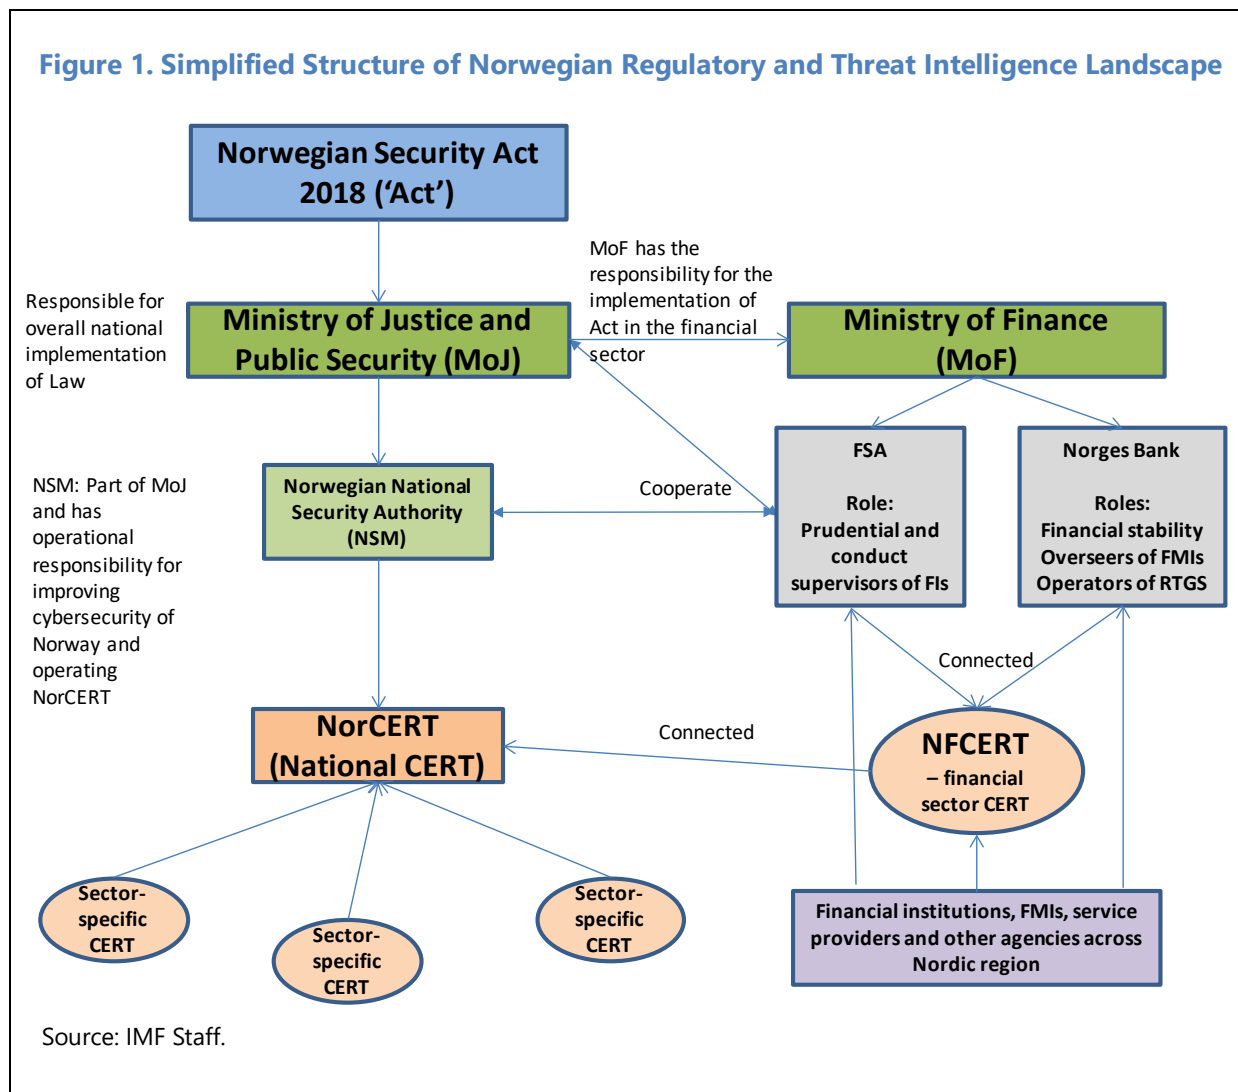 Figure 1. Simplified Structure of Norwegian Regulatory and Threat Intelligence Landscape
Norwegian Security Act
2018 (‘Act’)
MoF has the
responsibility for the
implementation of
Act in the financial
sector
Responsible for
overall national
implementation
of Law
Ministry of Justice and
Public Security (MoJ)
Ministry of Finance
(MoF)
NSM: Part of MoJ
and has
operational
responsibility for
improving
cybersecurity of
Norway and
operating
NorCERT
Norwegian National
Security Authority
(NSM)
Cooperate
FSA
Role:
Prudential and
conduct
supervisors of FIs
Norges Bank
Roles:
Financial stability
Overseers of FMIs
Operators of RTGS
Connected
NorCERT
(National CERT)
Connected
NFCERT
– financial
sector CERT
Sector-
specific
CERT
Sector-
specific
CERT
Sector-
specific
CERT
Financial institutions, FMIs, service
providers and other agencies across
Nordic region
Source: IMF Staff.